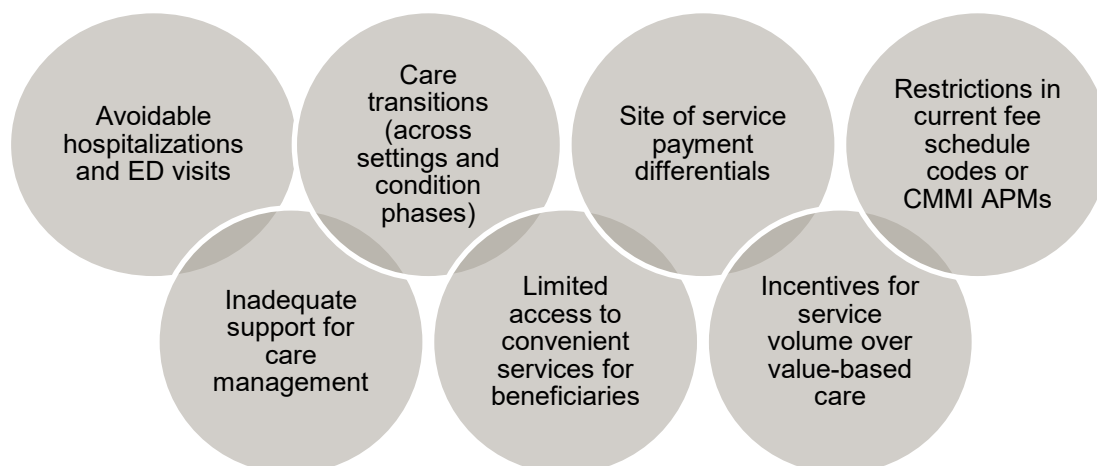 Avoidable
hospitalizations
and ED visits
Care
transitions
(across
settings and
condition
phases)
Site of service
payment
differentials
Restrictions in
current fee
schedule
codes or
CMMI APMs
Inadequate
support for
care
management
Limited
access to
convenient
services for
beneficiaries
Incentives for
service
volume over
value-based
care